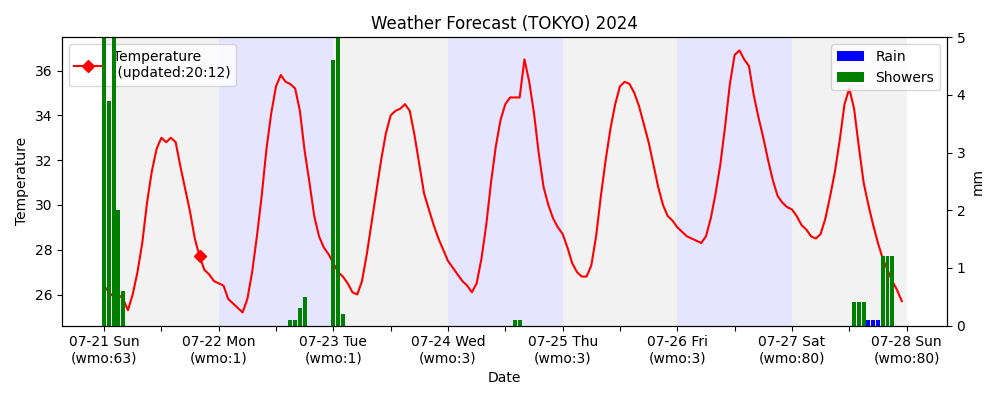 Weather Forecast (TOKYO) 2024
Temperature
(updated:20:12)
Rain
Showers
Temperature
36
34
32
30
28
26
5
4
3
2
1
0
mm
07-21 Sun
(wmo:63)
07-22 Mon
(wmo:1)
07-23 Tue
(wmo:1)
07-24 Wed
(wmo:3)
07-25 Thu
(wmo:3)
07-26 Fri
(wmo:3)
07-27 Sat
(wmo:80)
07-28 Sun
(wmo:80)
Date